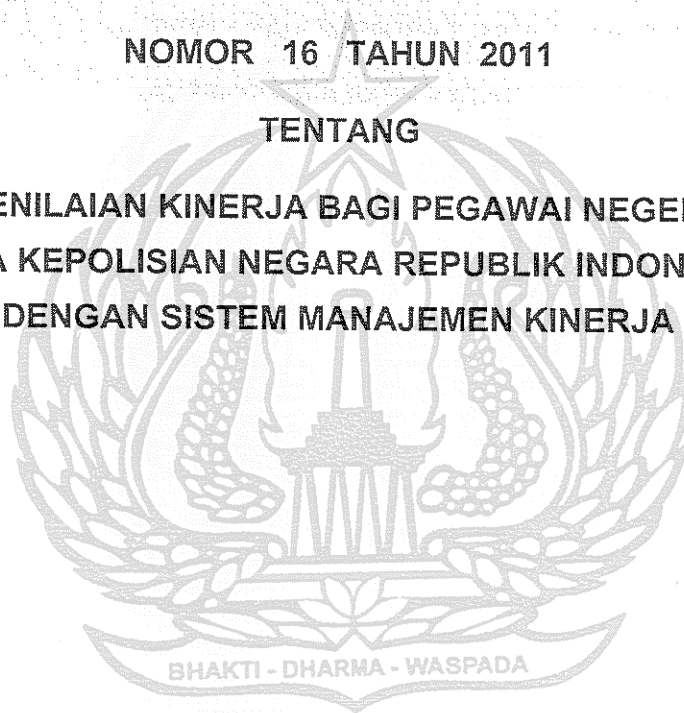 NOMOR 16 TAHUN 2011
TENTANG
ENILAIAN KINERJA BAGI PEGAWAI NEGE
A KEPOLISIAN NEGARA REPUBLIK INDON
DENGAN SISTEM MANAJEMEN KINERJA
BHAKTI - DHARMA - WASPADA